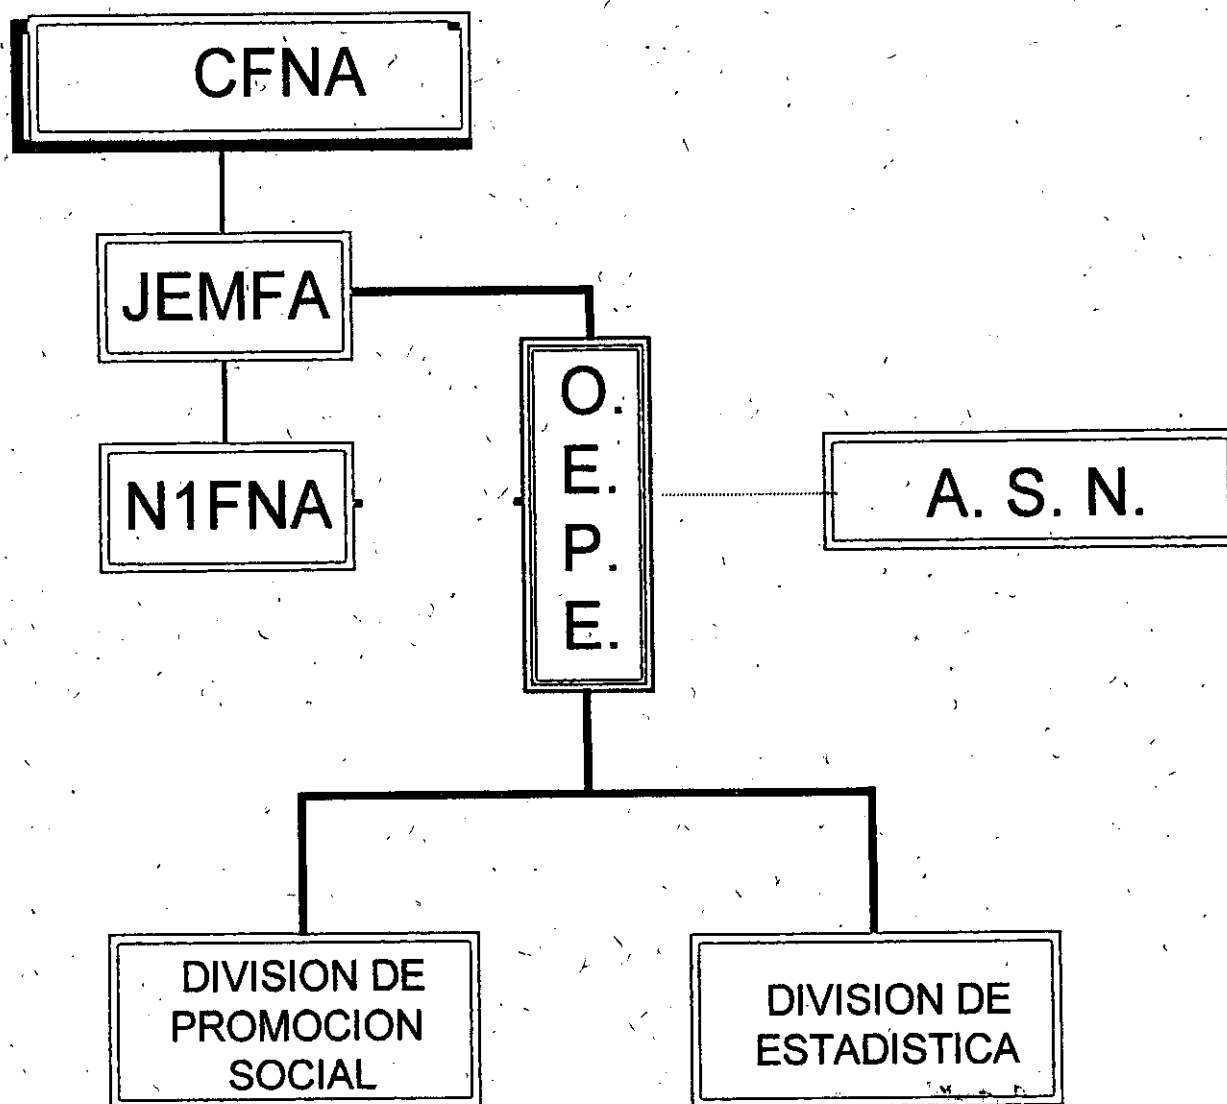 CFNA
JEMFA
O.
E.
P.
E.
N1FNA
A. S. N.
DIVISION DE
PROMOCION
SOCIAL
DIVISION DE
ESTADISTICA